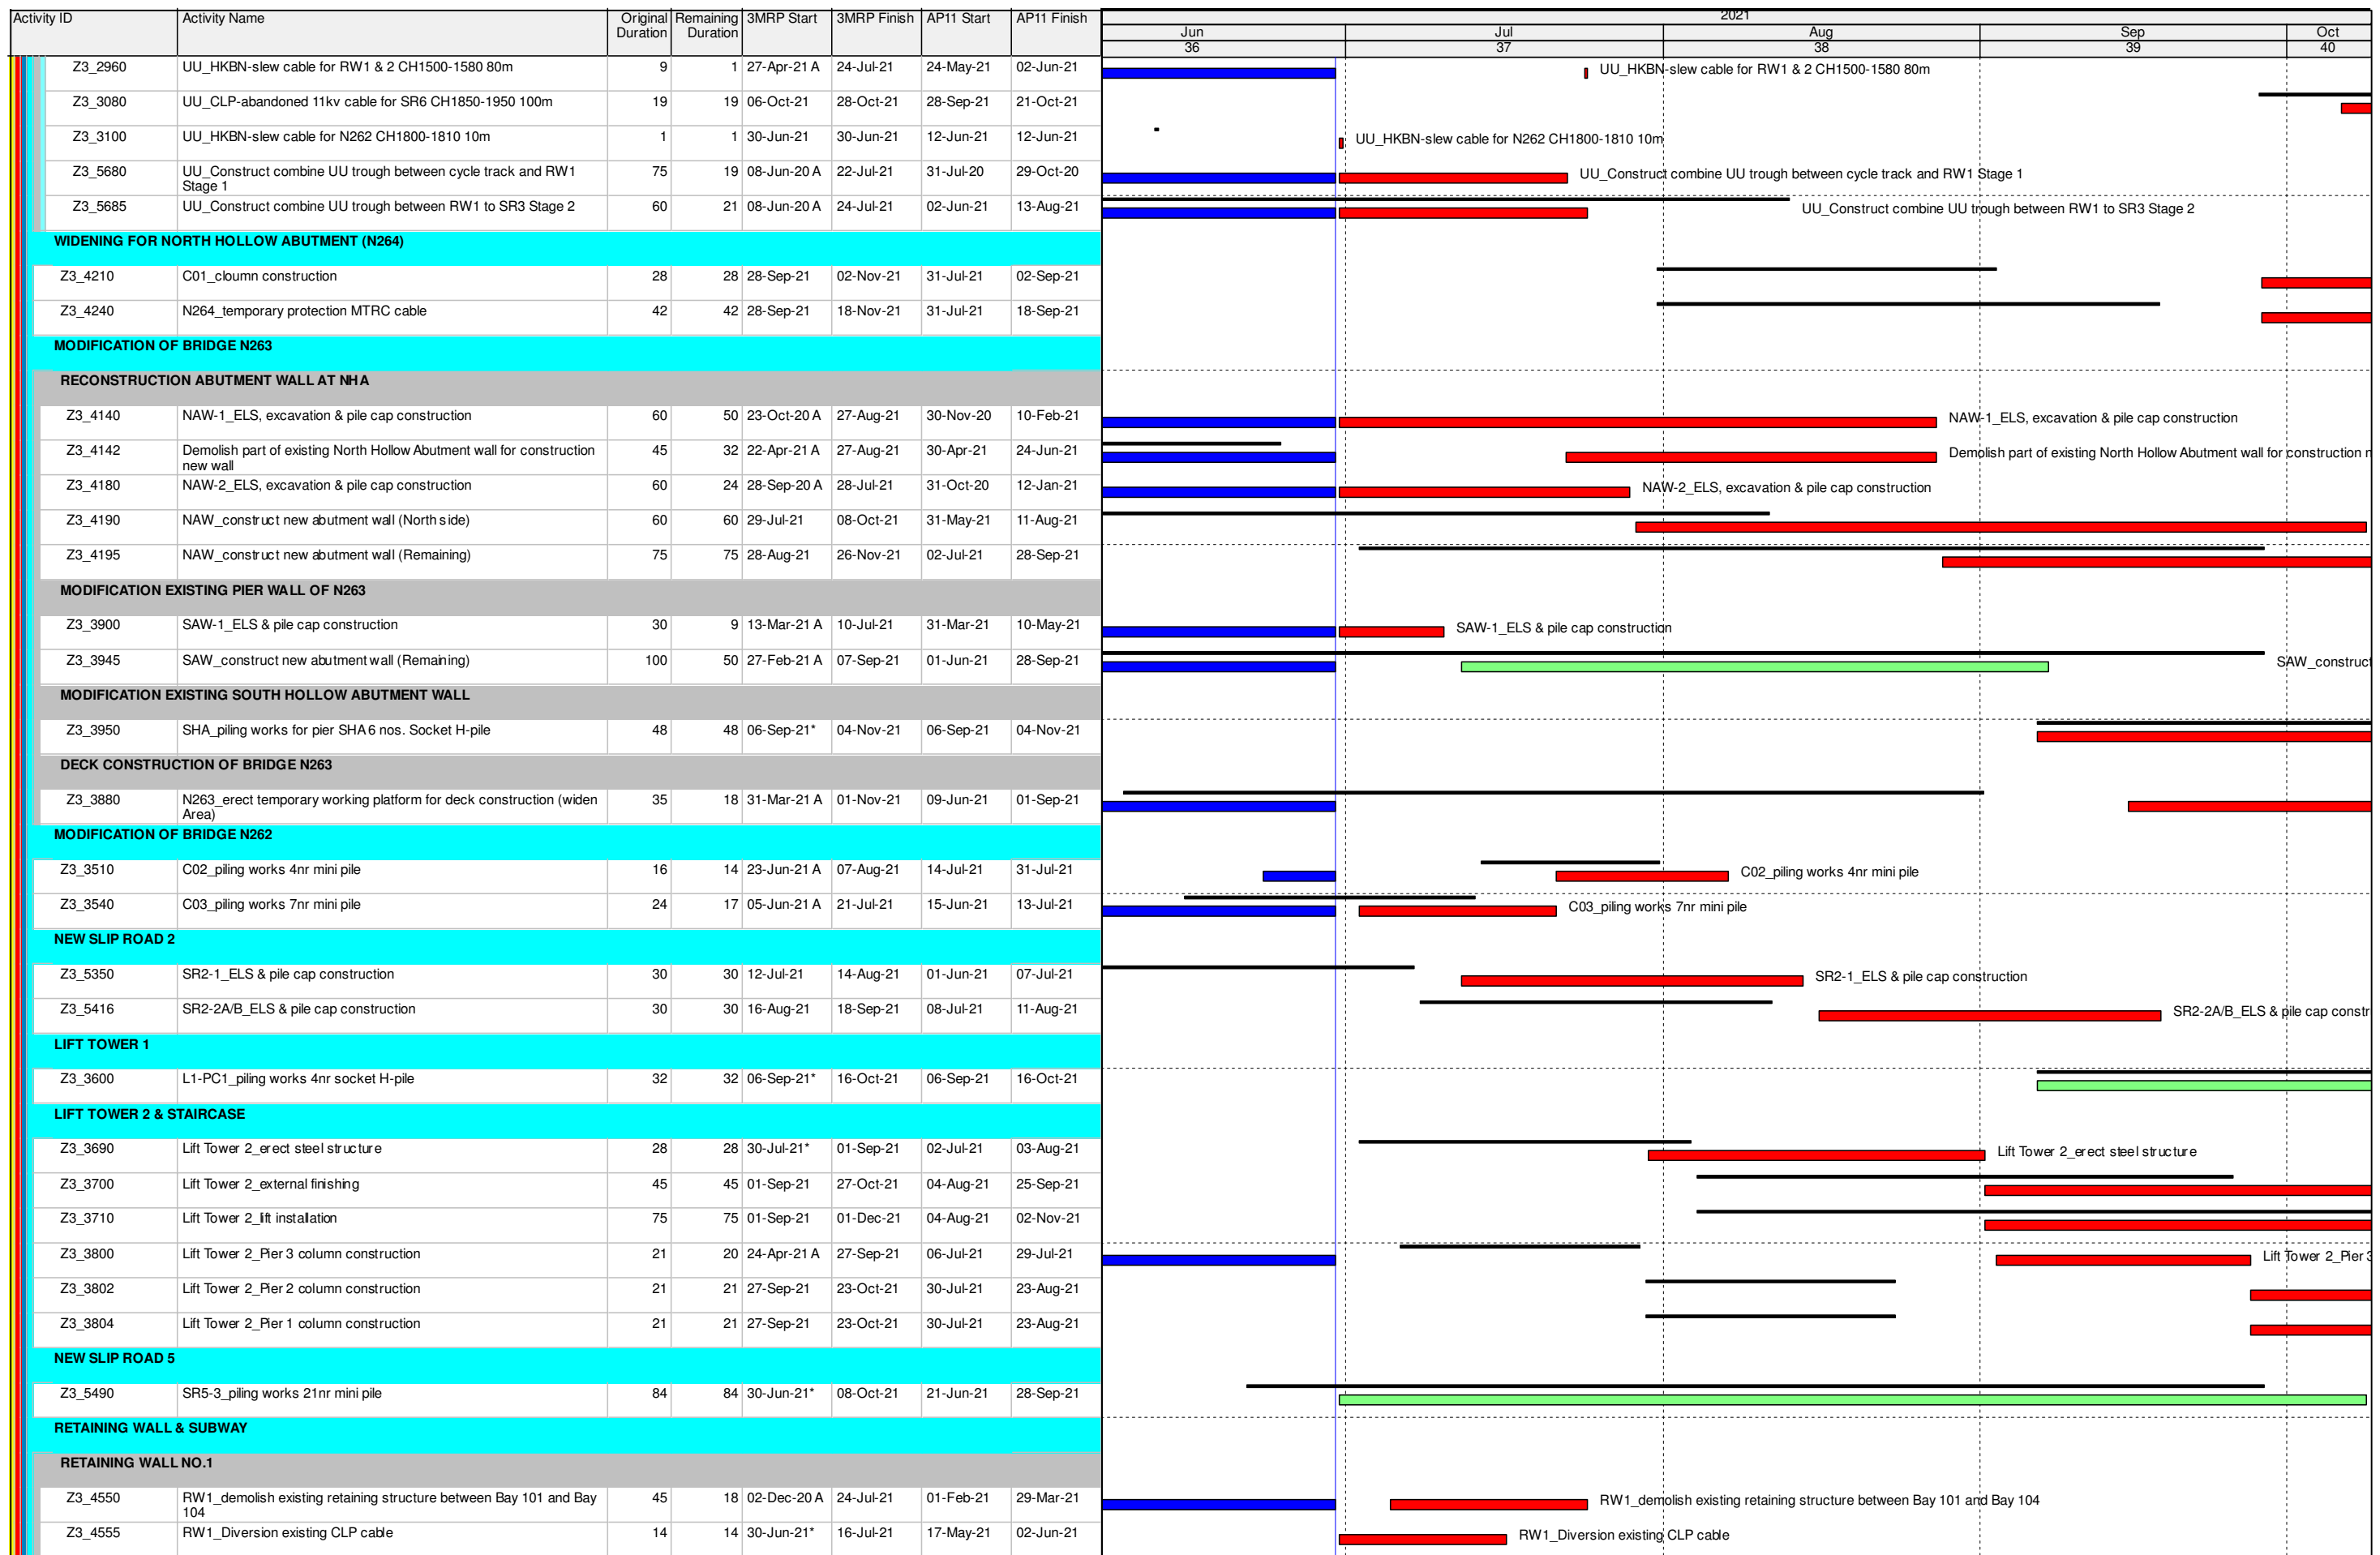 Activity ID Activity Name Original Remaining 3MRP Start 3MRP Finish AP11 Start AP11 Finish 2021
Duration Duration Jun Jul Aug Sep Oct
36 37 38 39 40
Z3_2960 UU_HKBN-slew cable for RW1 & 2 CH1500-1580 80m 9 1 27-Apr-21 A 24-Jul-21 24-May-21 02-Jun-21 UU_HKBN-slew cable for RW1 & 2 CH1500-1580 80m
Z3_3080 UU_CLP-abandoned 11kv cable for SR6 CH1850-1950 100m 19 19 06-Oct-21 28-Oct-21 28-Sep-21 21-Oct-21
Z3_3100 UU_HKBN-slew cable for N262 CH1800-1810 10m 1 1 30-Jun-21 30-Jun-21 12-Jun-21 12-Jun-21 UU_HKBN-slew cable for N262 CH1800-1810 10m
Z3_5680 UU_Construct combine UU trough between cycle track and RW1 75 19 08-Jun-20 A 22-Jul-21 31-Jul-20 29-Oct-20 UU_Construct combine UU trough between cycle track and RW1 Stage 1
Stage 1
Z3_5685 UU_Construct combine UU trough between RW1 to SR3 Stage 2 60 21 08-Jun-20 A 24-Jul-21 02-Jun-21 13-Aug-21 UU_Construct combine UU trough between RW1 to SR3 Stage 2
WIDENING FOR NORTH HOLLOW ABUTMENT (N264)
Z3_4210 C01_cloumn construction 28 28 28-Sep-21 02-Nov-21 31-Jul-21 02-Sep-21
Z3_4240 N264_temporary protection MTRC cable 42 42 28-Sep-21 18-Nov-21 31-Jul-21 18-Sep-21
MODIFICATION OF BRIDGE N263
RECONSTRUCTION ABUTMENT WALL AT NHA
Z3_4140 NAW-1_ELS, excavation & pile cap construction 60 50 23-Oct-20 A 27-Aug-21 30-Nov-20 10-Feb-21 NAW-1_ELS, excavation & pile cap construction
Z3_4142 Demolish part of existing North Hollow Abutment wall for construction 45 32 22-Apr-21 A 27-Aug-21 30-Apr-21 24-Jun-21 Demolish part of existing North Hollow Abutment wall for construction n
new wall
Z3_4180 NAW-2_ELS, excavation & pile cap construction 60 24 28-Sep-20 A 28-Jul-21 31-Oct-20 12-Jan-21 NAW-2_ELS, excavation & pile cap construction
Z3_4190 NAW_construct new abutment wall (North side) 60 60 29-Jul-21 08-Oct-21 31-May-21 11-Aug-21
Z3_4195 NAW_construct new abutment wall (Remaining) 75 75 28-Aug-21 26-Nov-21 02-Jul-21 28-Sep-21
MODIFICATION EXISTING PIER WALL OF N263
Z3_3900 SAW-1_ELS & pile cap construction 30 9 13-Mar-21 A 10-Jul-21 31-Mar-21 10-May-21 SAW-1_ELS & pile cap construction
Z3_3945 SAW_construct new abutment wall (Remaining) 100 50 27-Feb-21 A 07-Sep-21 01-Jun-21 28-Sep-21 SAW_construct
MODIFICATION EXISTING SOUTH HOLLOW ABUTMENT WALL
Z3_3950 SHA_piling works for pier SHA 6 nos. Socket H-pile 48 48 06-Sep-21* 04-Nov-21 06-Sep-21 04-Nov-21
DECK CONSTRUCTION OF BRIDGE N263
Z3_3880 N263_erect temporary working platform for deck construction (widen 35 18 31-Mar-21 A 01-Nov-21 09-Jun-21 01-Sep-21
Area)
MODIFICATION OF BRIDGE N262
Z3_3510 C02_piling works 4nr mini pile 16 14 23-Jun-21 A 07-Aug-21 14-Jul-21 31-Jul-21 C02_piling works 4nr mini pile
Z3_3540 C03_piling works 7nr mini pile 24 17 05-Jun-21 A 21-Jul-21 15-Jun-21 13-Jul-21 C03_piling works 7nr mini pile
NEW SLIP ROAD 2
Z3_5350 SR2-1_ELS & pile cap construction 30 30 12-Jul-21 14-Aug-21 01-Jun-21 07-Jul-21 SR2-1_ELS & pile cap construction
Z3_5416 SR2-2A/B_ELS & pile cap construction 30 30 16-Aug-21 18-Sep-21 08-Jul-21 11-Aug-21 SR2-2A/B_ELS & pile cap constr
LIFT TOWER 1
Z3_3600 L1-PC1_piling works 4nr socket H-pile 32 32 06-Sep-21* 16-Oct-21 06-Sep-21 16-Oct-21
LIFT TOWER 2 & STAIRCASE
Z3_3690 Lift Tower 2_erect steel structure 28 28 30-Jul-21* 01-Sep-21 02-Jul-21 03-Aug-21 Lift Tower 2_erect steel structure
Z3_3700 Lift Tower 2_external finishing 45 45 01-Sep-21 27-Oct-21 04-Aug-21 25-Sep-21
Z3_3710 Lift Tower 2_lift installation 75 75 01-Sep-21 01-Dec-21 04-Aug-21 02-Nov-21
Z3_3800 Lift Tower 2_Pier 3 column construction 21 20 24-Apr-21 A 27-Sep-21 06-Jul-21 29-Jul-21 Lift Tower 2_Pier 3
Z3_3802 Lift Tower 2_Pier 2 column construction 21 21 27-Sep-21 23-Oct-21 30-Jul-21 23-Aug-21
Z3_3804 Lift Tower 2_Pier 1 column construction 21 21 27-Sep-21 23-Oct-21 30-Jul-21 23-Aug-21
NEW SLIP ROAD 5
Z3_5490 SR5-3_piling works 21nr mini pile 84 84 30-Jun-21* 08-Oct-21 21-Jun-21 28-Sep-21
RETAINING WALL & SUBWAY
RETAINING WALL NO.1
Z3_4550 RW1_demolish existing retaining structure between Bay 101 and Bay 45 18 02-Dec-20 A 24-Jul-21 01-Feb-21 29-Mar-21 RW1_demolish existing retaining structure between Bay 101 and Bay 104
104
Z3_4555 RW1_Diversion existing CLP cable 14 14 30-Jun-21* 16-Jul-21 17-May-21 02-Jun-21 RW1_Diversion existing CLP cable